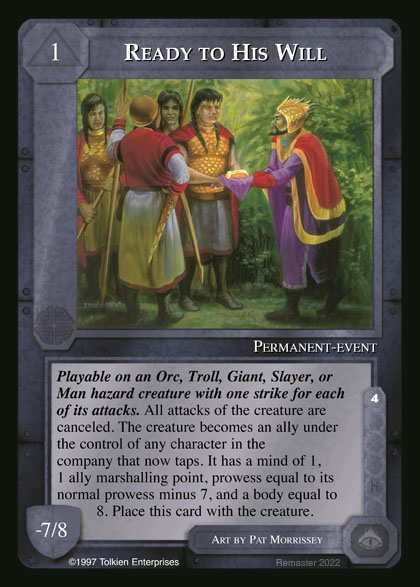 1
READY TO HIS WILL
PERMANENT-EVENT
Playable on an Orc, Troll, Giant, Slayer, or
Man hazard creature with one strike for each
of its attacks. All attacks of the creature are
canceled. The creature becomes an ally under
the control of any character in the
company that now taps. It has a mind of 1,
1 ally marshalling point, prowess equal to its
normal prowess minus 7, and a body equal to
8. Place this card with the creature.
4
H
-7/8
ART BY PAT MORRISSEY
©1997 Tolkien Enterprises
Remaster 2022